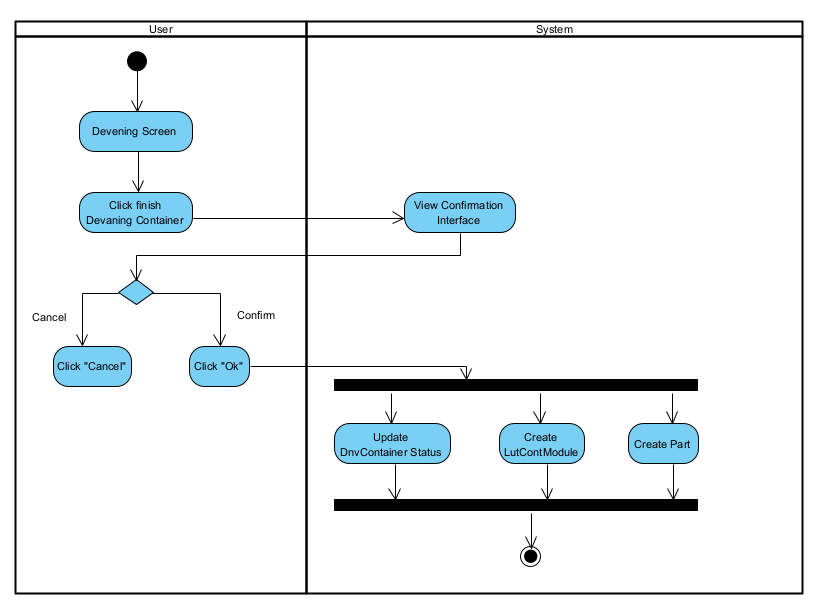 User
System
Devening Screen
Click finish
Devaning Container
View Confirmation
Interface
Cancel
Confirm
Click "Cancel"
Click "Ok"
Update
DnvContainer Status
Create
LutContModule
Create Part